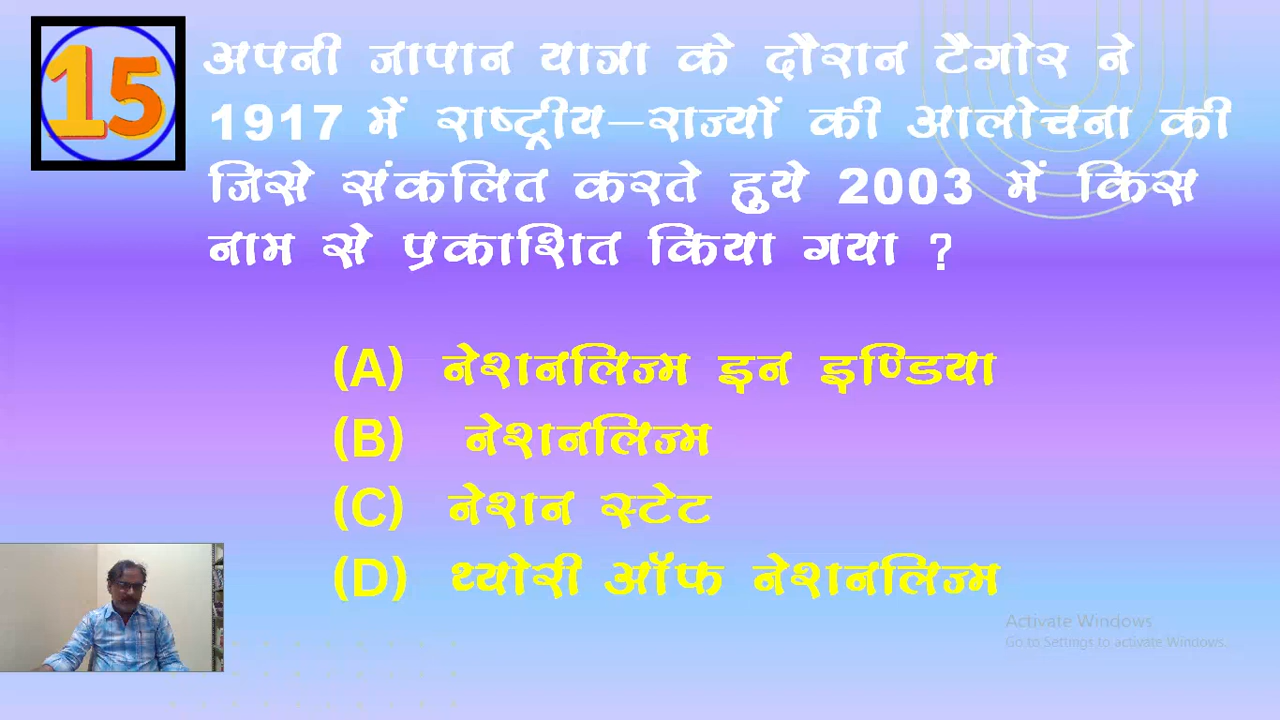 15
अपनी जापान यात्रा के दौरान टैगोर ने
1917 में राष्ट्रीय–राज्यों की आलोचना की
जिसे संकलित करते हुये 2003 में किस
नाम से प्रकाशित किया गया ?
(A) नेशनलिज्म इन इण्डिया
(B) नेशनलिज्म
(C) नेशन स्टेट
(D) थ्योरी ऑफ नेशनलिज्म
Activate Windows
Go to Settings to activate Windows.